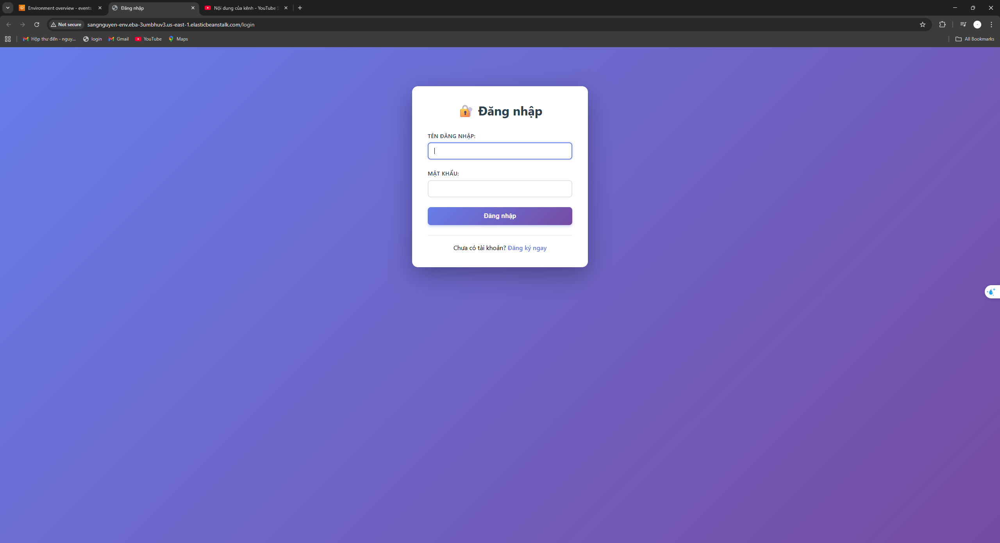 Environment overview - events
Đăng nhập
Nội dung của kênh - YouTube S
Not secure
sangnguyen-env.eba-3umbhuv3.us-east-1.elasticbeanstalk.com/login
Hộp thư đến - nguy...
login
Gmail
YouTube
Maps
All Bookmarks
Đăng nhập
TÊN ĐĂNG NHẬP:
MẬT KHẨU:
Đăng nhập
Chưa có tài khoản? Đăng ký ngay